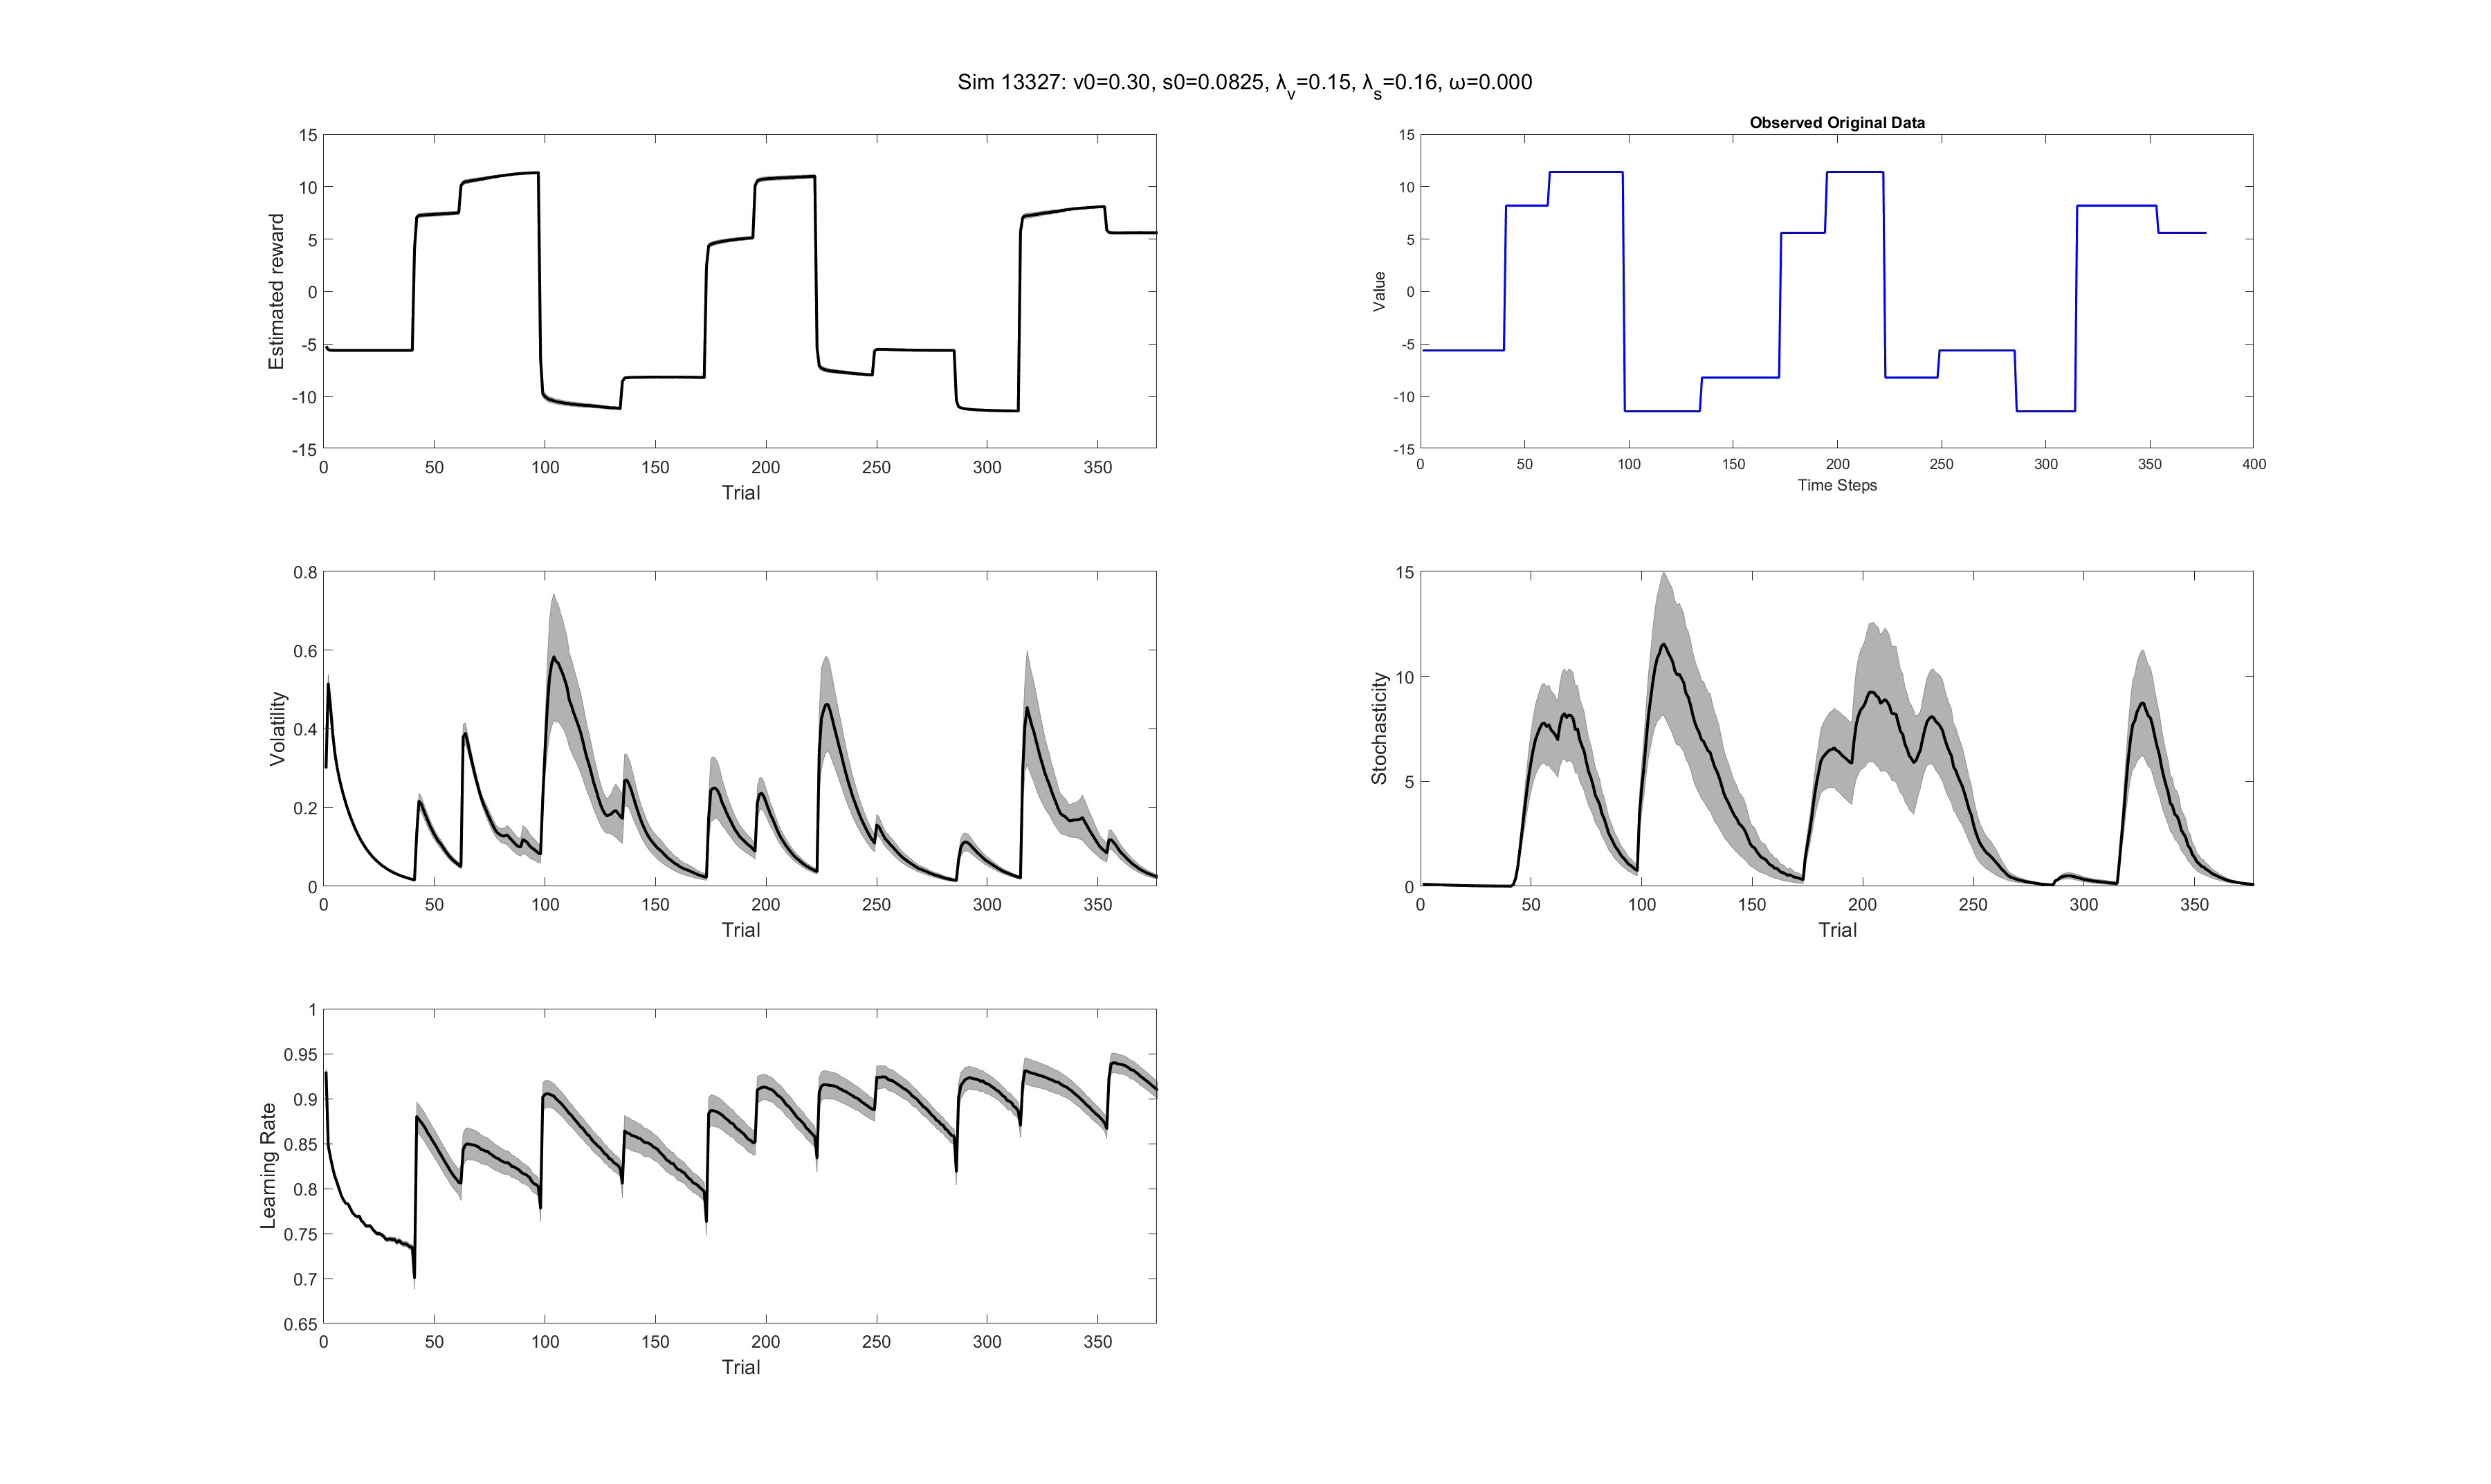 Sim 13327: v0=0.30, s0=0.0825, λv=0.15, λs=0.16, ω=0.000
15
10
5
0
-5
-10
-15
Estimated reward
0 50 100 150 200 250 300 350
Trial
Observed Original Data
15
10
5
0
-5
-10
-15
Value
0 50 100 150 200 250 300 350 400
Time Steps
0.8
0.6
0.4
0.2
0
Volatility
0 50 100 150 200 250 300 350
Trial
15
10
5
0
Stochasticity
0 50 100 150 200 250 300 350
Trial
1
0.95
0.9
0.85
0.8
0.75
0.7
0.65
Learning Rate
0 50 100 150 200 250 300 350
Trial